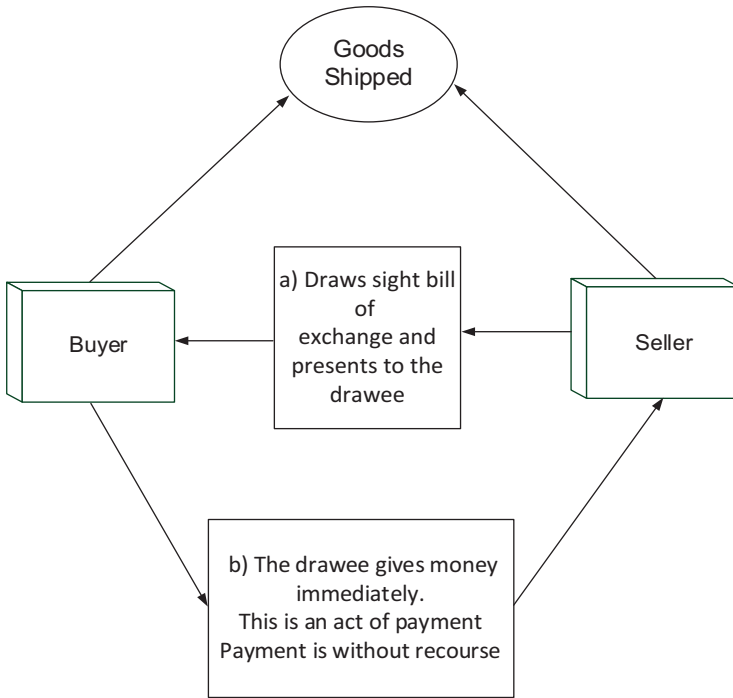 Goods
Shipped
a) Draws sight bill
of
exchange and
presents to the
drawee
Buyer
Seller
b) The drawee gives money
immediately.
This is an act of payment
Payment is without recourse